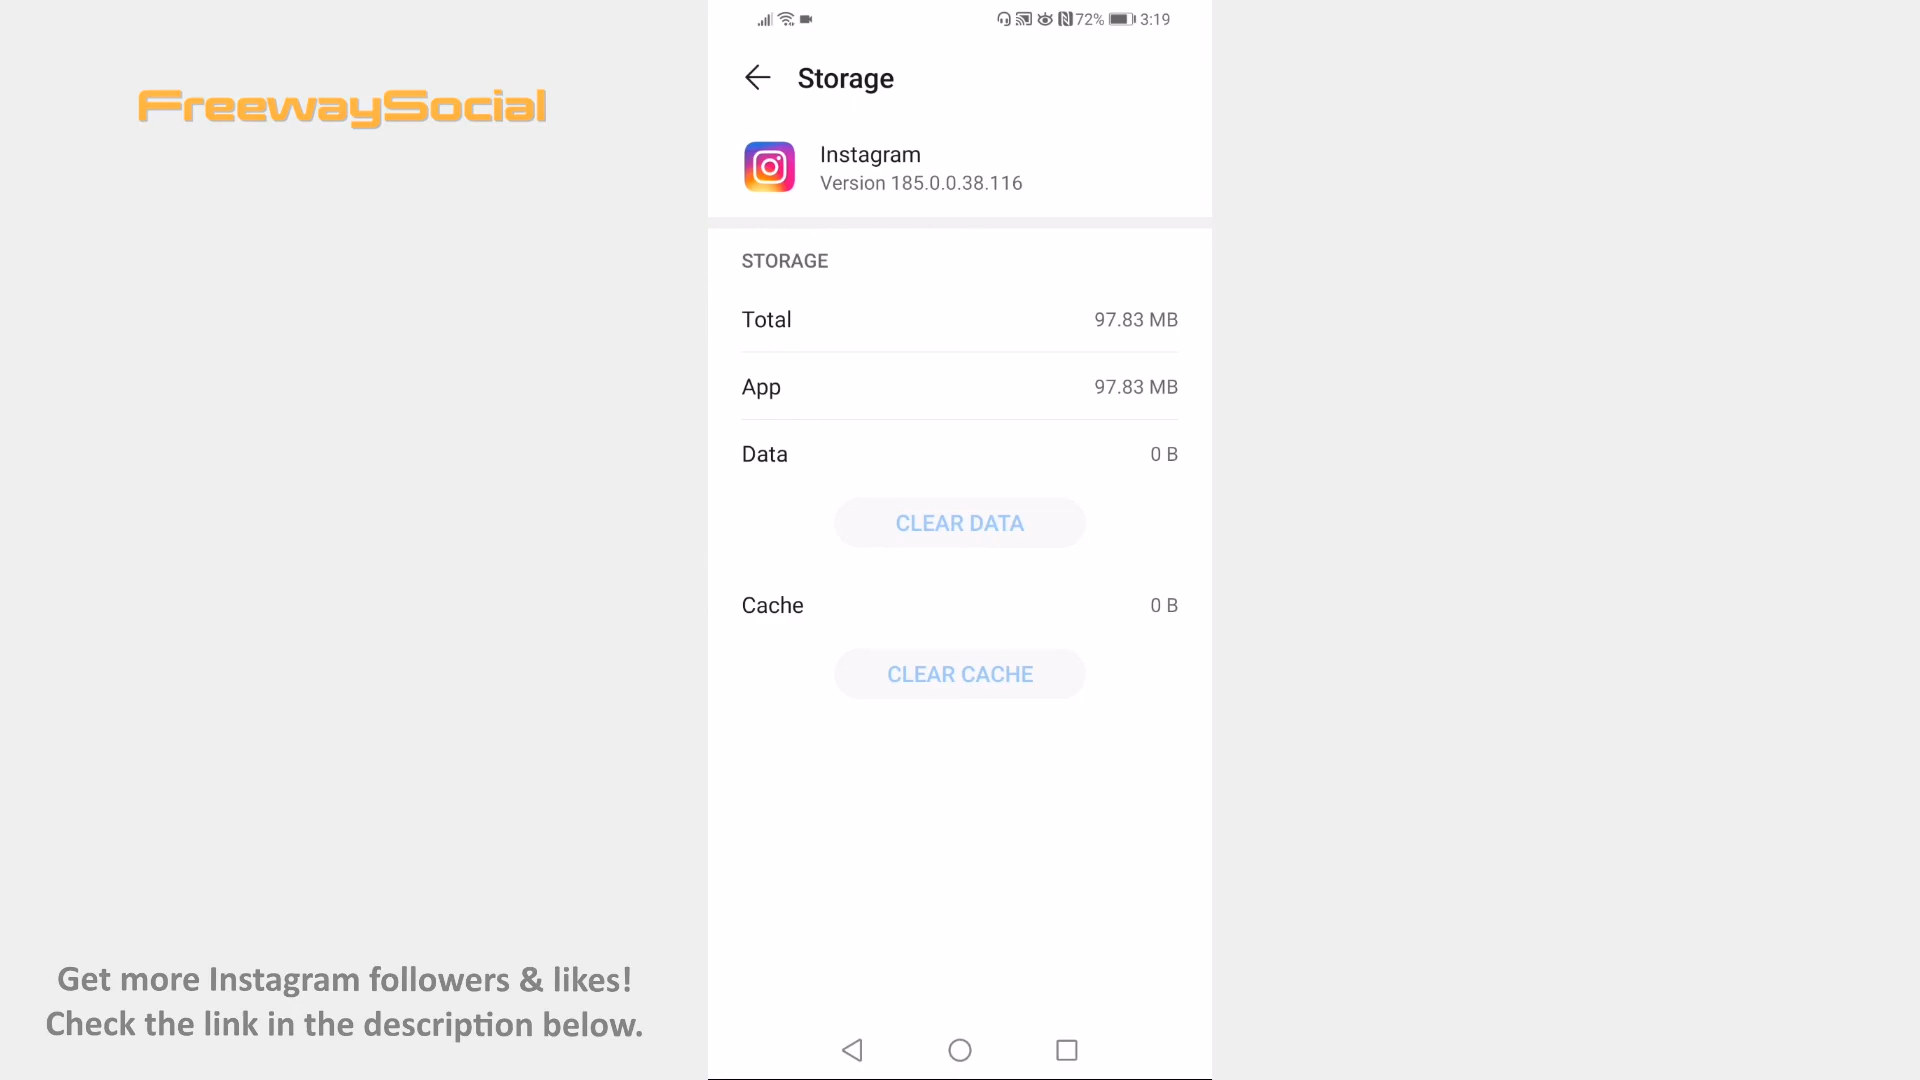 72% 3:19
Storage
FreewaySocial
Instagram
Version 185.0.0.38.116
STORAGE
Total 97.83 MB
App 97.83 MB
Data 0 B
CLEAR DATA
Cache 0 B
CLEAR CACHE
Get more Instagram followers & likes!
Check the link in the description below.